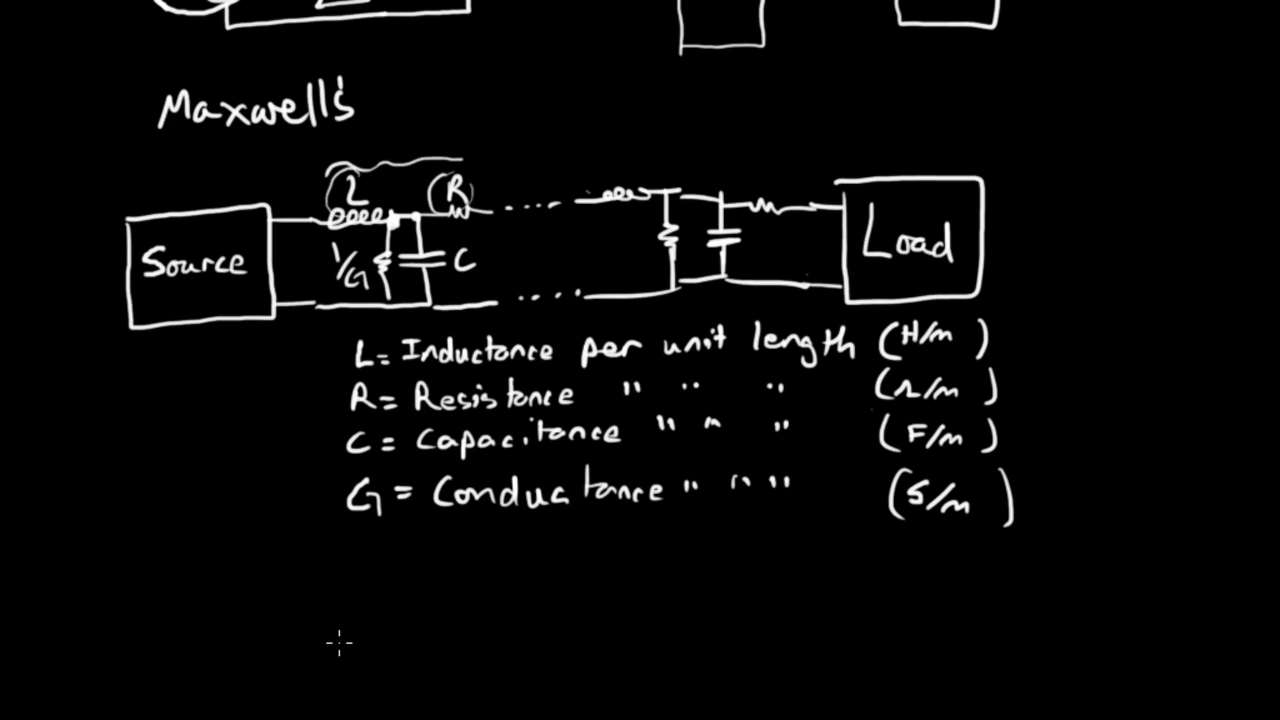 Maxwell's
L R
Source 1/G C Load
L = Inductance per unit length (H/m)
R = Resistance " " " (Ω/m)
C = Capacitance " " " (F/m)
G = Conductance " " " (S/m)